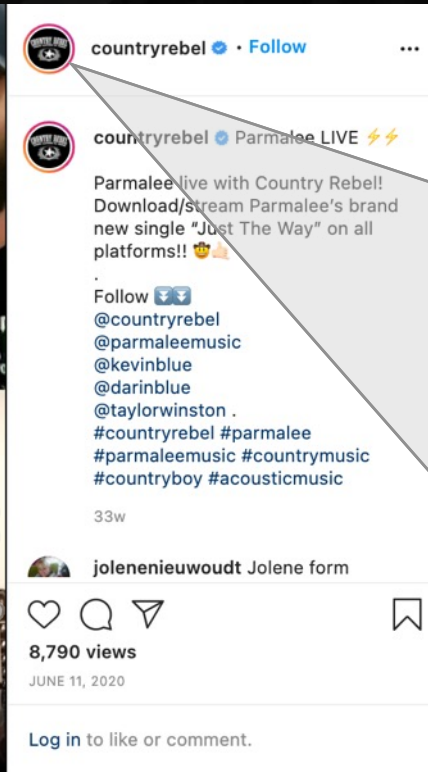 countryrebel • Follow
...
countryrebel Parmalee LIVE ⚡⚡
Parmalee live with Country Rebel!
Download/stream Parmalee's brand
new single “Just The Way” on all
platforms!! 🤠🤙🏻
.
Follow ⏬⏬
@countryrebel
@parmaleemusic
@kevinblue
@darinblue
@taylorwinston .
#countryrebel #parmalee
#parmaleemusic #countrymusic
#countryboy #acousticmusic
33w
jolenenieuwoudt Jolene form
8,790 views
JUNE 11, 2020
Log in to like or comment.